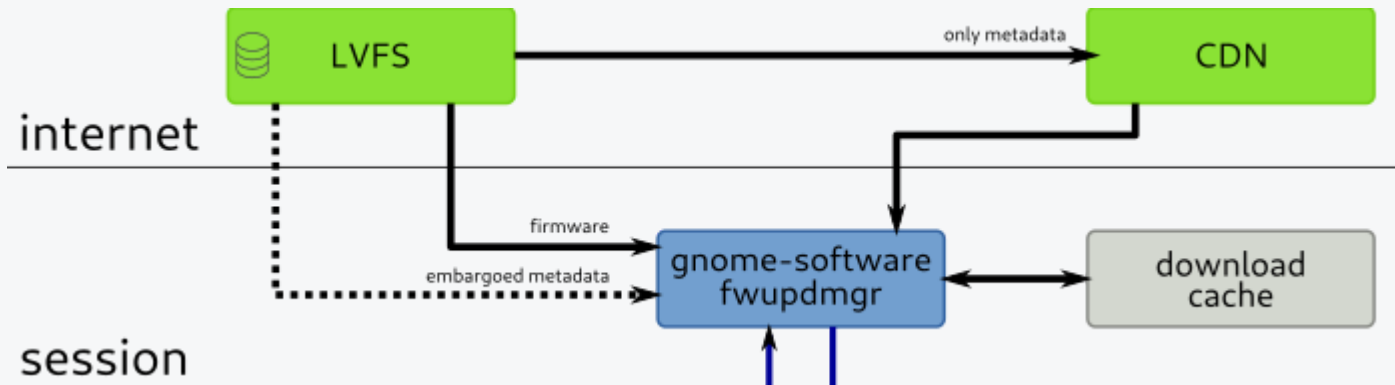 LVFS
only metadata
CDN
internet
firmware
embargoed metadata
gnome-software
fwupdmgr
download
cache
session